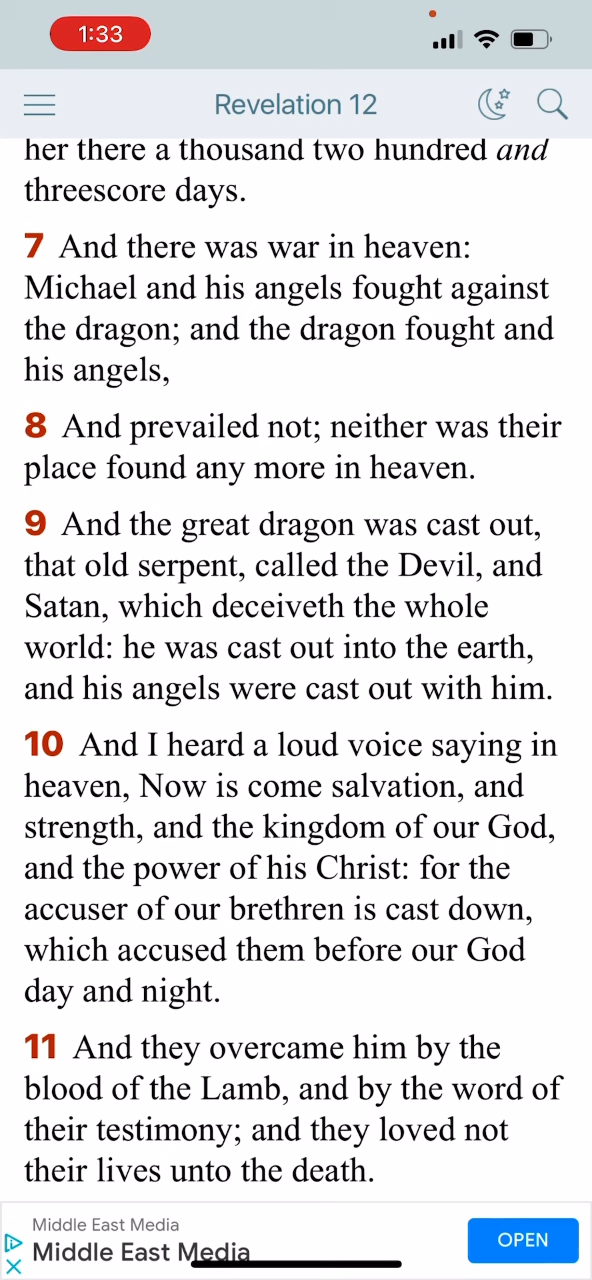 1:33
Revelation 12
her there a thousand two hundred and
threescore days.
7 And there was war in heaven:
Michael and his angels fought against
the dragon; and the dragon fought and
his angels,
8 And prevailed not; neither was their
place found any more in heaven.
9 And the great dragon was cast out,
that old serpent, called the Devil, and
Satan, which deceiveth the whole
world: he was cast out into the earth,
and his angels were cast out with him.
10 And I heard a loud voice saying in
heaven, Now is come salvation, and
strength, and the kingdom of our God,
and the power of his Christ: for the
accuser of our brethren is cast down,
which accused them before our God
day and night.
11 And they overcame him by the
blood of the Lamb, and by the word of
their testimony; and they loved not
their lives unto the death.
Middle East Media
Middle East Media
OPEN